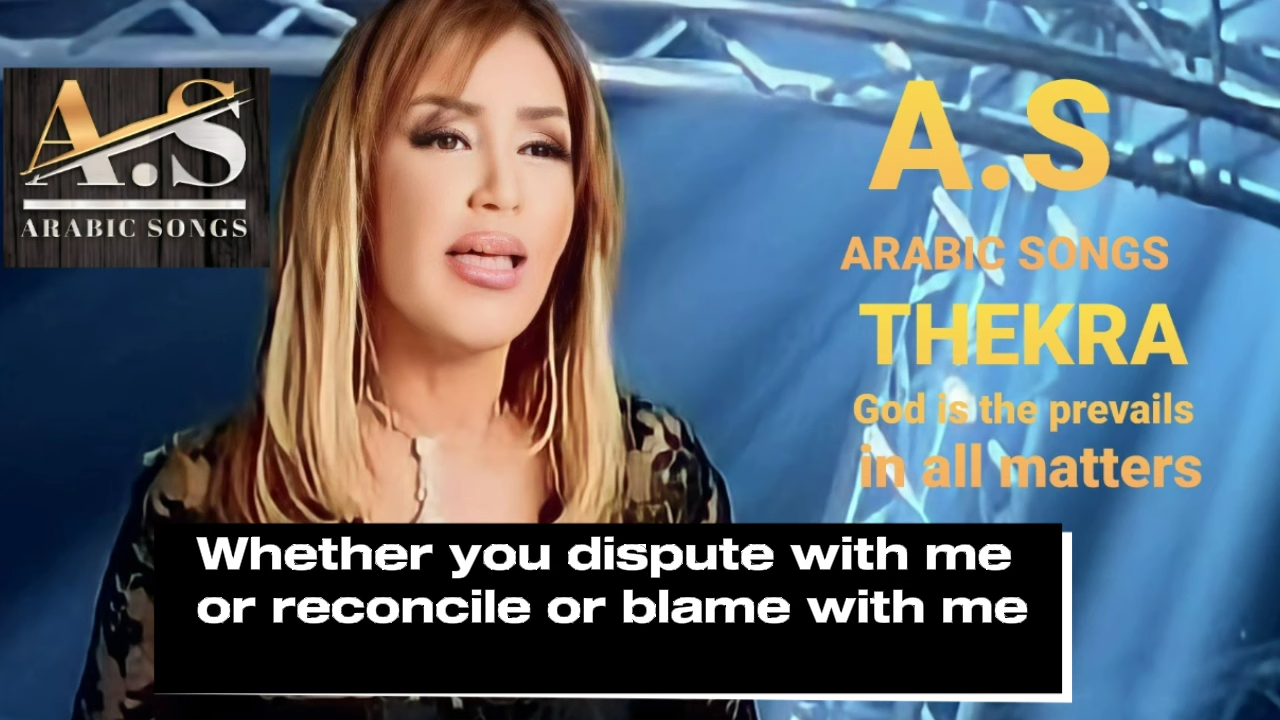 A.S
ARABIC SONGS
A.S
ARABIC SONGS
THEKRA
God is the prevails
in all matters
Whether you dispute with me
or reconcile or blame with me